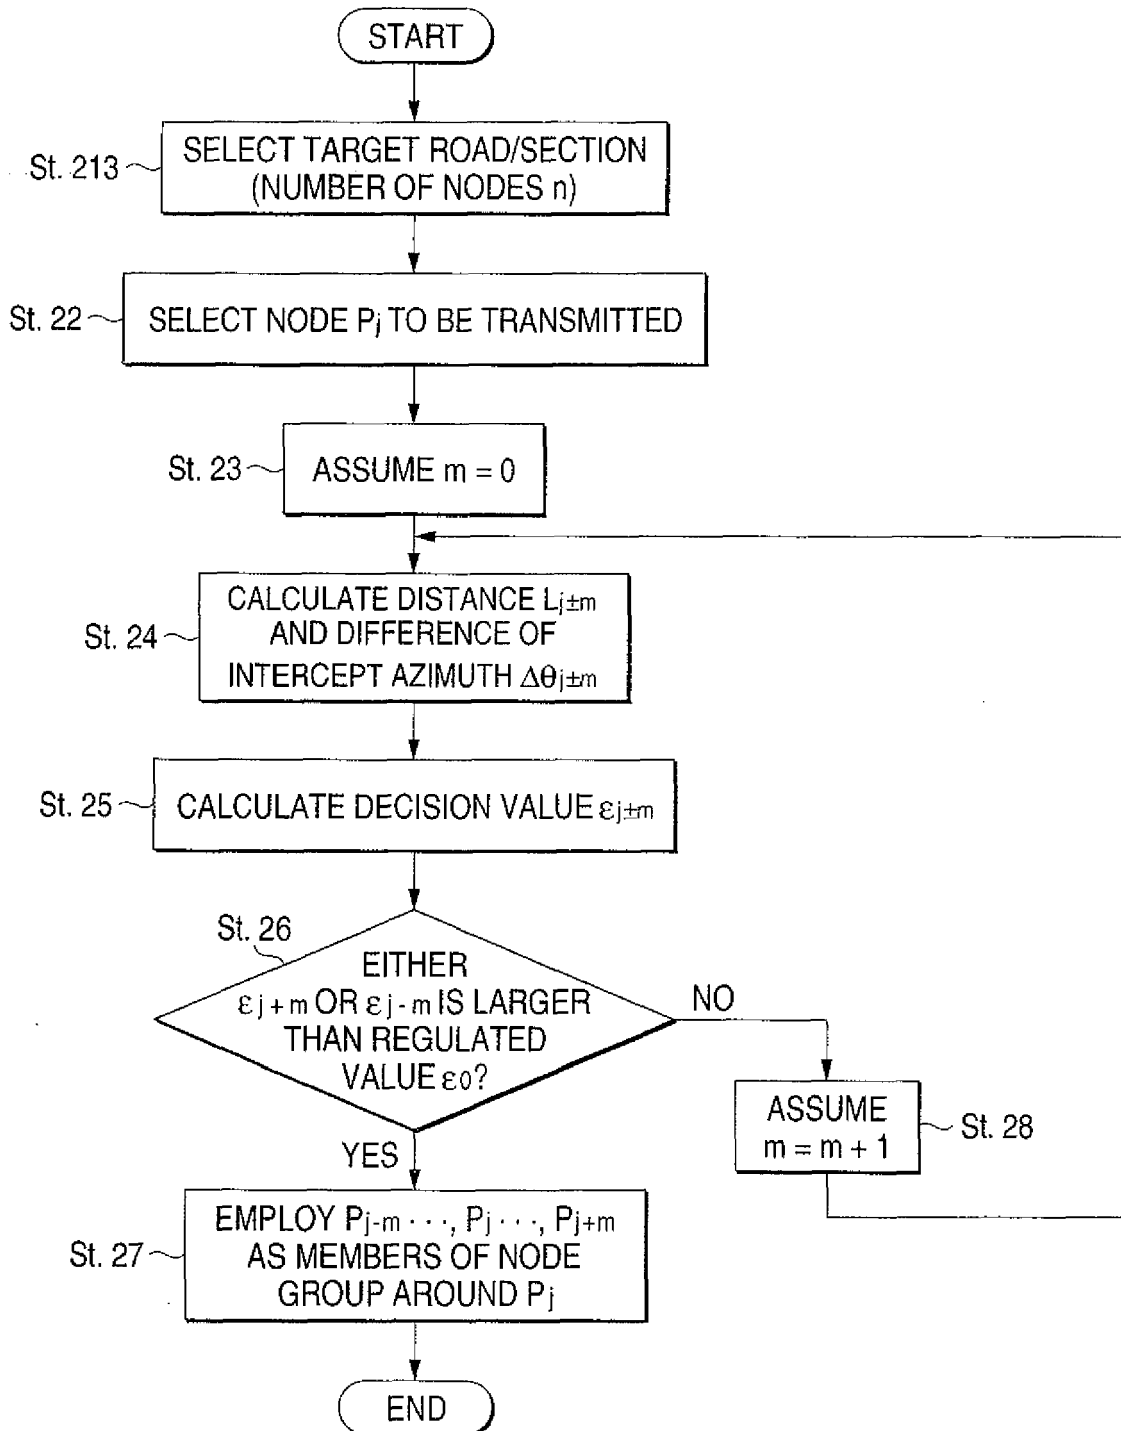 START
St. 213
SELECT TARGET ROAD/SECTION
(NUMBER OF NODES n)
St. 22
SELECT NODE Pj TO BE TRANSMITTED
St. 23
ASSUME m = 0
St. 24
CALCULATE DISTANCE Lj±m
AND DIFFERENCE OF
INTERCEPT AZIMUTH Δθj±m
St. 25
CALCULATE DECISION VALUE εj±m
St. 26
EITHER
εj+m OR εj-m IS LARGER
THAN REGULATED
VALUE ε0?
NO
ASSUME
m = m + 1
St. 28
YES
St. 27
EMPLOY Pj-m ···, Pj ···, Pj+m
AS MEMBERS OF NODE
GROUP AROUND Pj
END